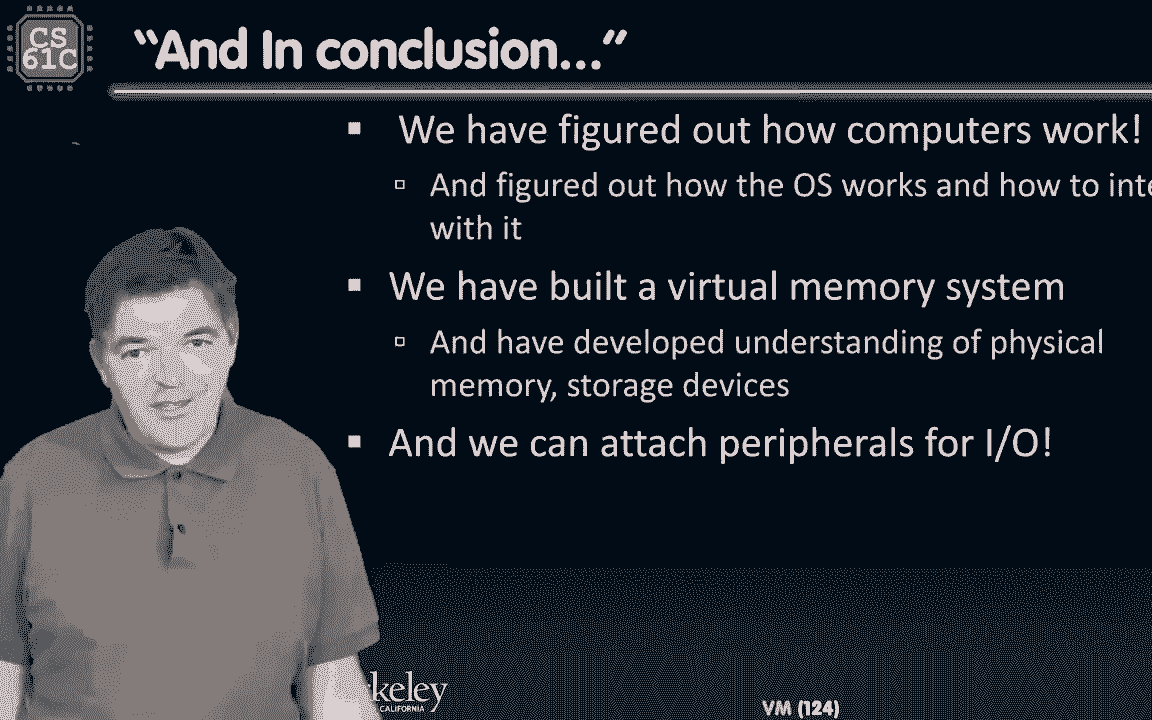 CS
61C
“And In conclusion...”
▪ We have figured out how computers work!
▫ And figured out how the OS works and how to inte
with it
▪ We have built a virtual memory system
▫ And have developed understanding of physical
memory, storage devices
▪ And we can attach peripherals for I/O!
keley
CALIFORNIA
VM (124)